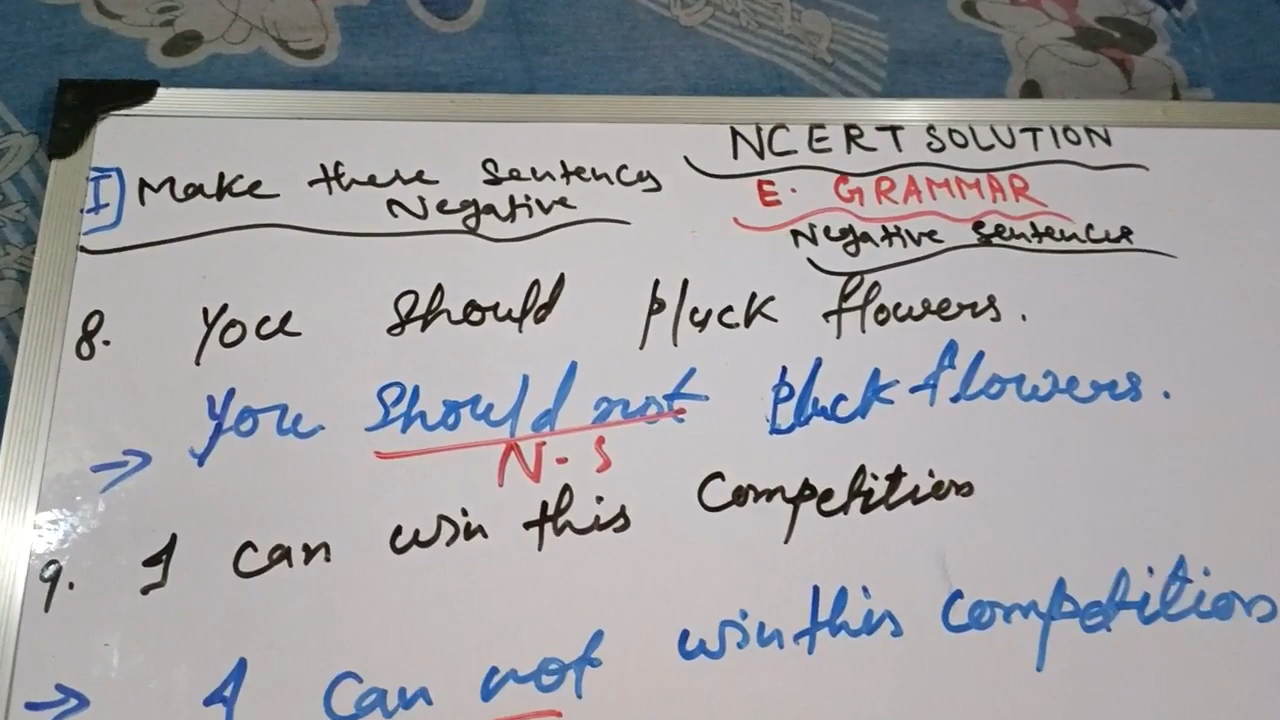 NCERT SOLUTION
I] Make these Sentences
Negative
E. GRAMMAR
Negative Sentences
8. You Should pluck flowers.
→ You Should not pluck flowers.
N-S
9. I can win this Competition
→ I can not win this competition